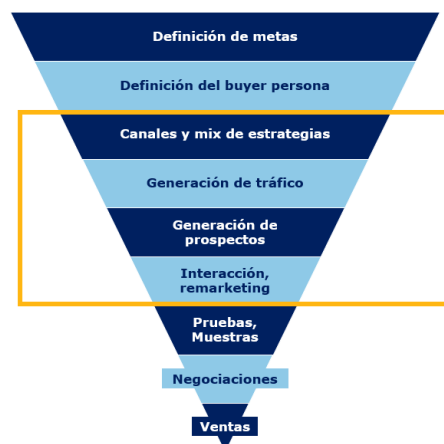 Definición de metas
Definición del buyer persona
Canales y mix de estrategias
Generación de tráfico
Generación de
prospectos
Interacción,
remarketing
Pruebas,
Muestras
Negociaciones
Ventas